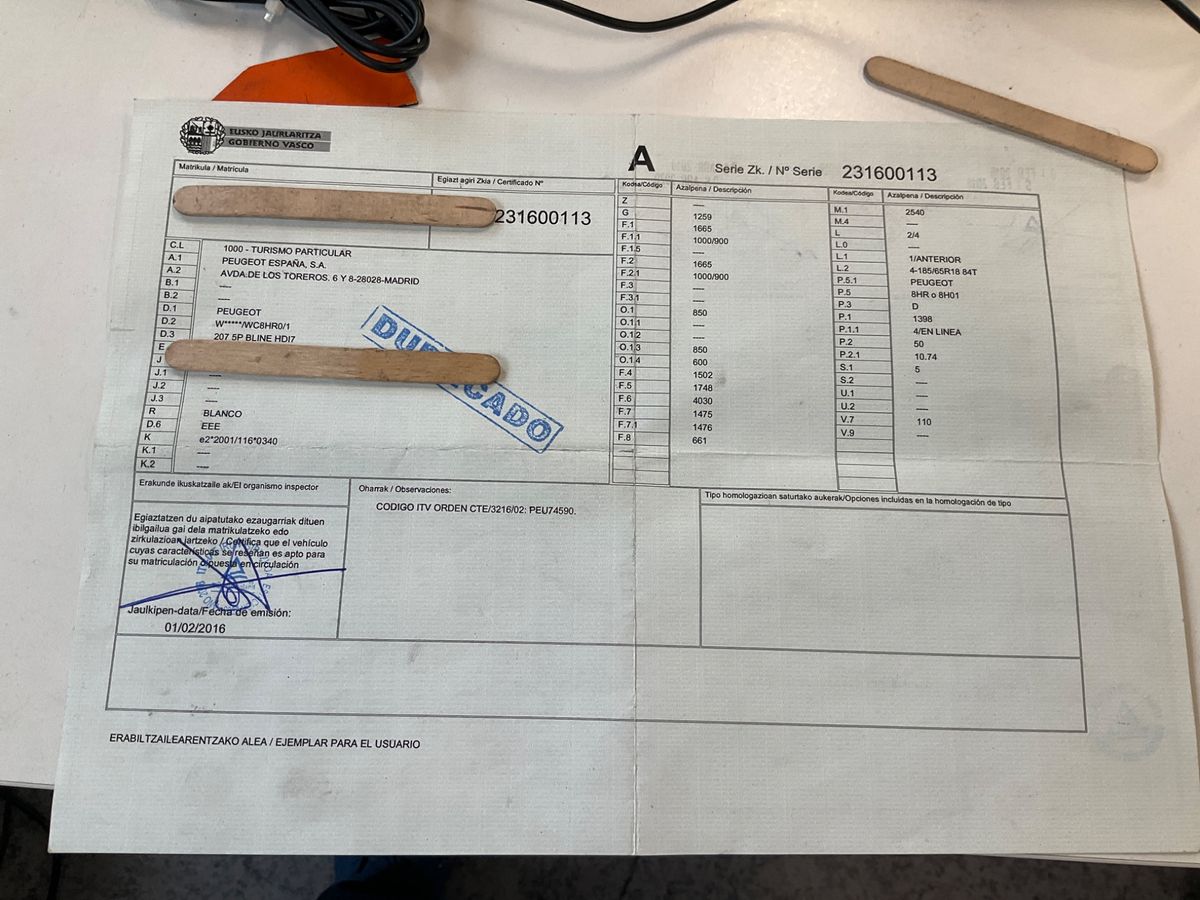 EUSKO JAURLARITZA
GOBIERNO VASCO
A
Serie Zk. / Nº Serie 231600113
Matrikula / Matrícula
Egiazt agiri Zkia / Certificado Nº
231600113
C.L 1000 - TURISMO PARTICULAR
A.1 PEUGEOT ESPAÑA, S.A.
A.2 AVDA.DE LOS TOREROS. 6 Y 8-28028-MADRID
B.1 ----
B.2 ----
D.1 PEUGEOT
D.2 W*****/WC8HR0/1
D.3 207 5P BLINE HDI7
E
J
J.1 ----
J.2 ----
J.3 ----
R BLANCO
D.6 EEE
K e2*2001/116*0340
K.1 ----
K.2 ----
Kodea/Código Azalpena / Descripción
Z ----
G 1259
F.1 1665
F.1.1 1000/900
F.1.5 ----
F.2 1665
F.2.1 1000/900
F.3 ----
F.3.1 ----
O.1 850
O.1.1 ----
O.1.2 ----
O.1.3 850
O.1.4 600
F.4 1502
F.5 1748
F.6 4030
F.7 1475
F.7.1 1476
F.8 661
----
Kodea/Código Azalpena / Descripción
M.1 2540
M.4 ----
L 2/4
L.0 ----
L.1 1/ANTERIOR
L.2 4-185/65R18 84T
P.5.1 PEUGEOT
P.5 8HR o 8H01
P.3 D
P.1 1398
P.1.1 4/EN LINEA
P.2 50
P.2.1 10.74
S.1 5
S.2 ----
U.1 ----
U.2 ----
V.7 110
V.9 ----
Erakunde ikuskatzaile ak/El organismo inspector
Egiaztatzen du aipatutako ezaugarriak dituen
ibilgailua gai dela matrikulatzeko edo
zirkulazioan jartzeko / Certifica que el vehículo
cuyas características se reseñan es apto para
su matriculación o puesta en circulación
Jaulkipen-data/Fecha de emisión:
01/02/2016
Oharrak / Observaciones:
CODIGO ITV ORDEN CTE/3216/02: PEU74590.
Tipo homologazioan saturtako aukerak/Opciones incluidas en la homologación de tipo
ERABILTZAILEARENTZAKO ALEA / EJEMPLAR PARA EL USUARIO